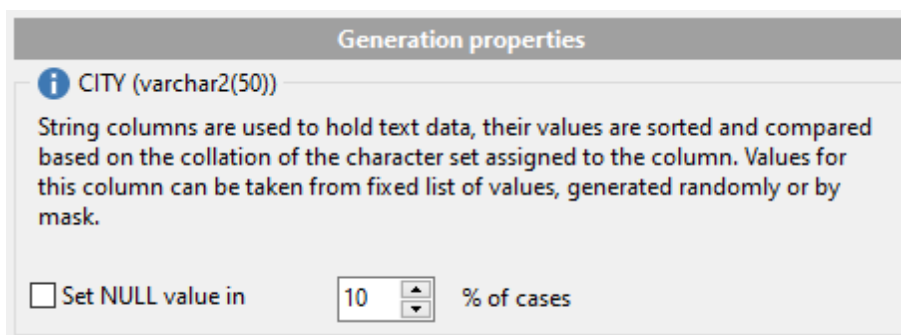 Generation properties
CITY (varchar2(50))
String columns are used to hold text data, their values are sorted and compared
based on the collation of the character set assigned to the column. Values for
this column can be taken from fixed list of values, generated randomly or by
mask.
Set NULL value in 10 % of cases